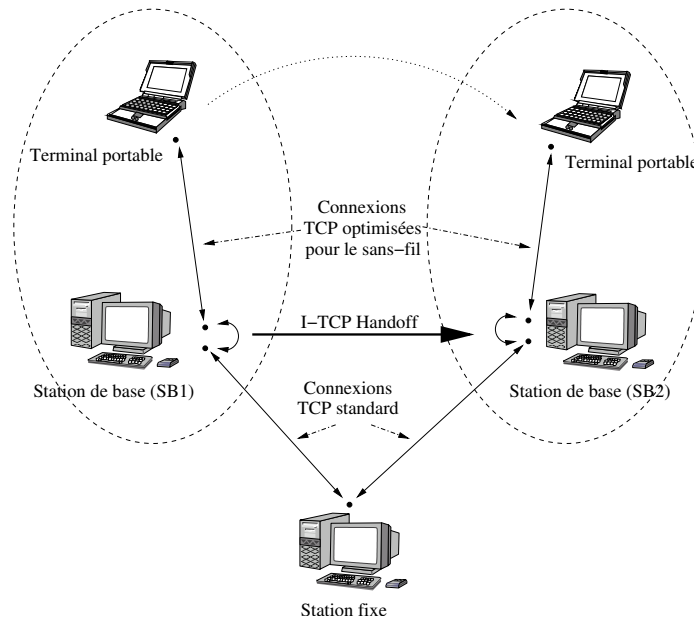 Terminal portable
Terminal portable
Connexions
TCP optimisées
pour le sans−fil
I−TCP Handoff
Station de base (SB1)
Station de base (SB2)
Connexions
TCP standard
Station fixe